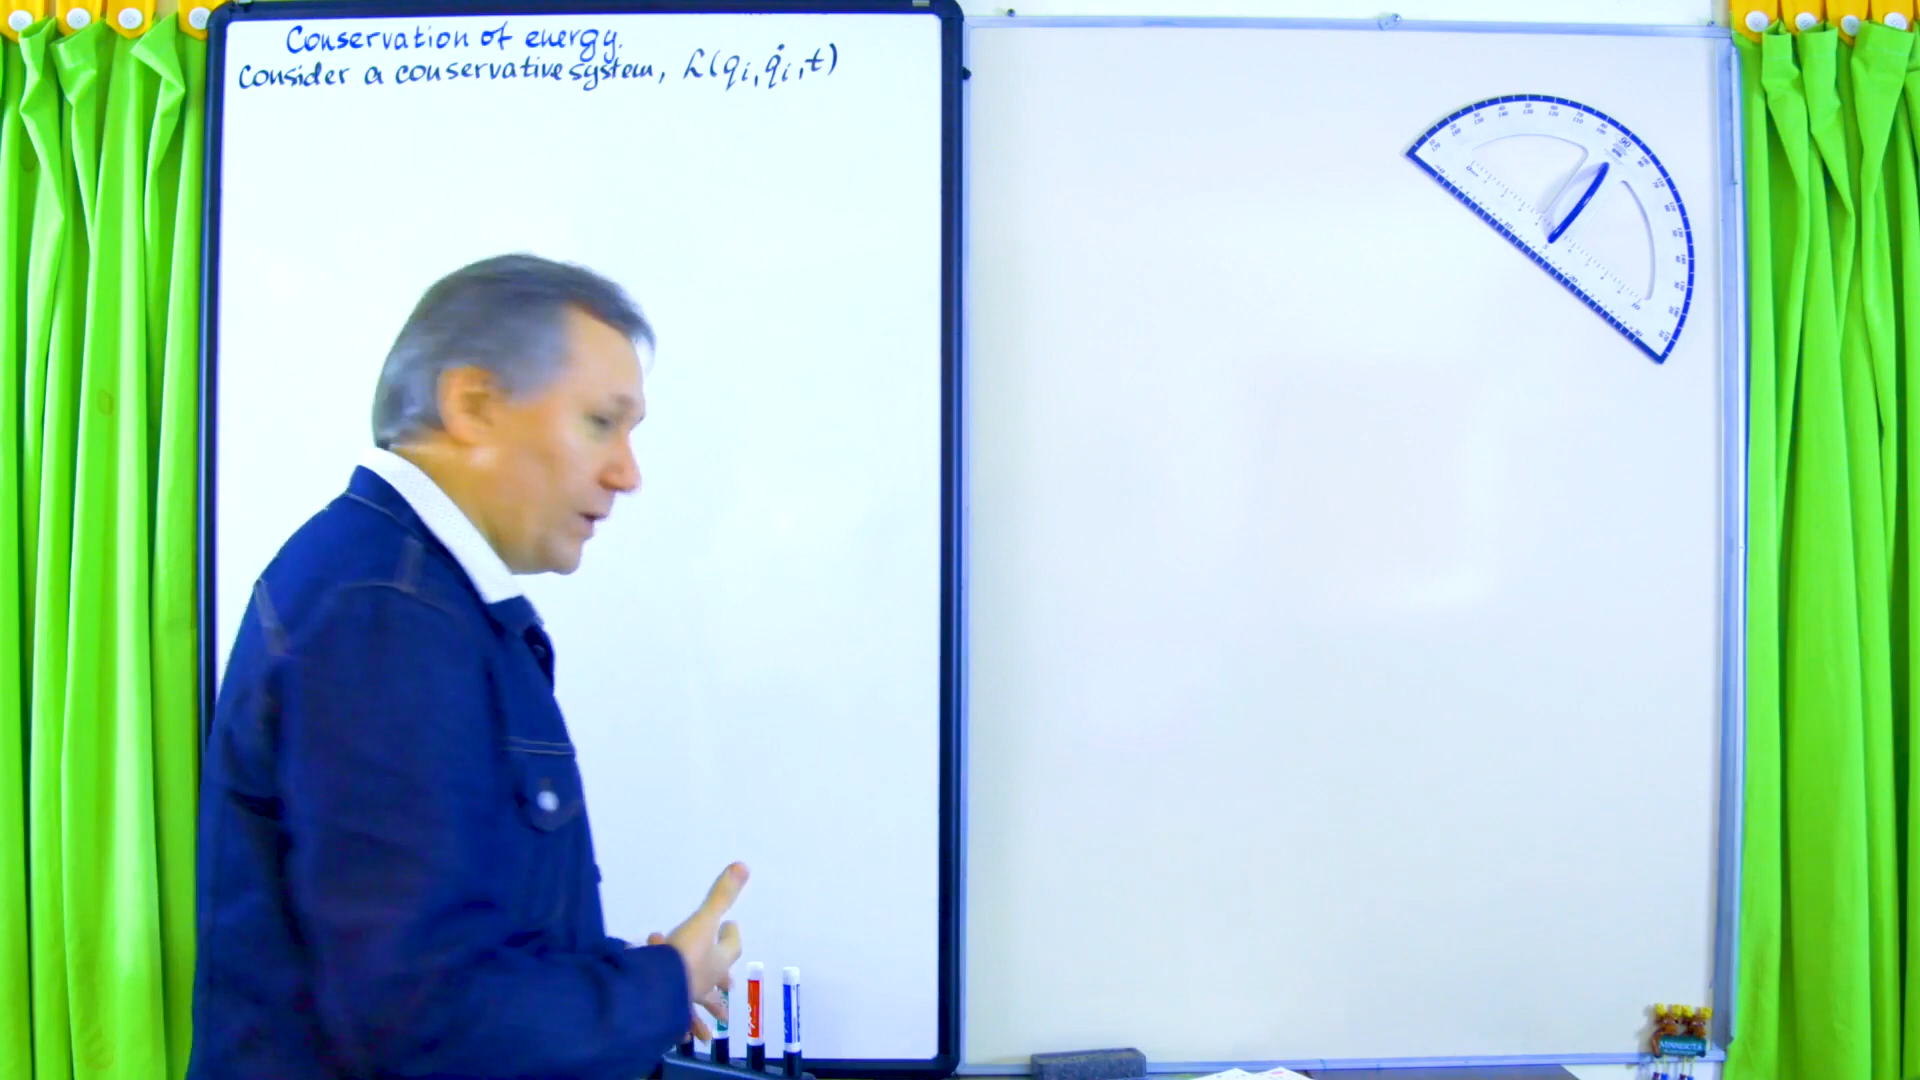 Conservation of energy.
Consider a conservative system, L(qᵢ, q̇ᵢ, t)